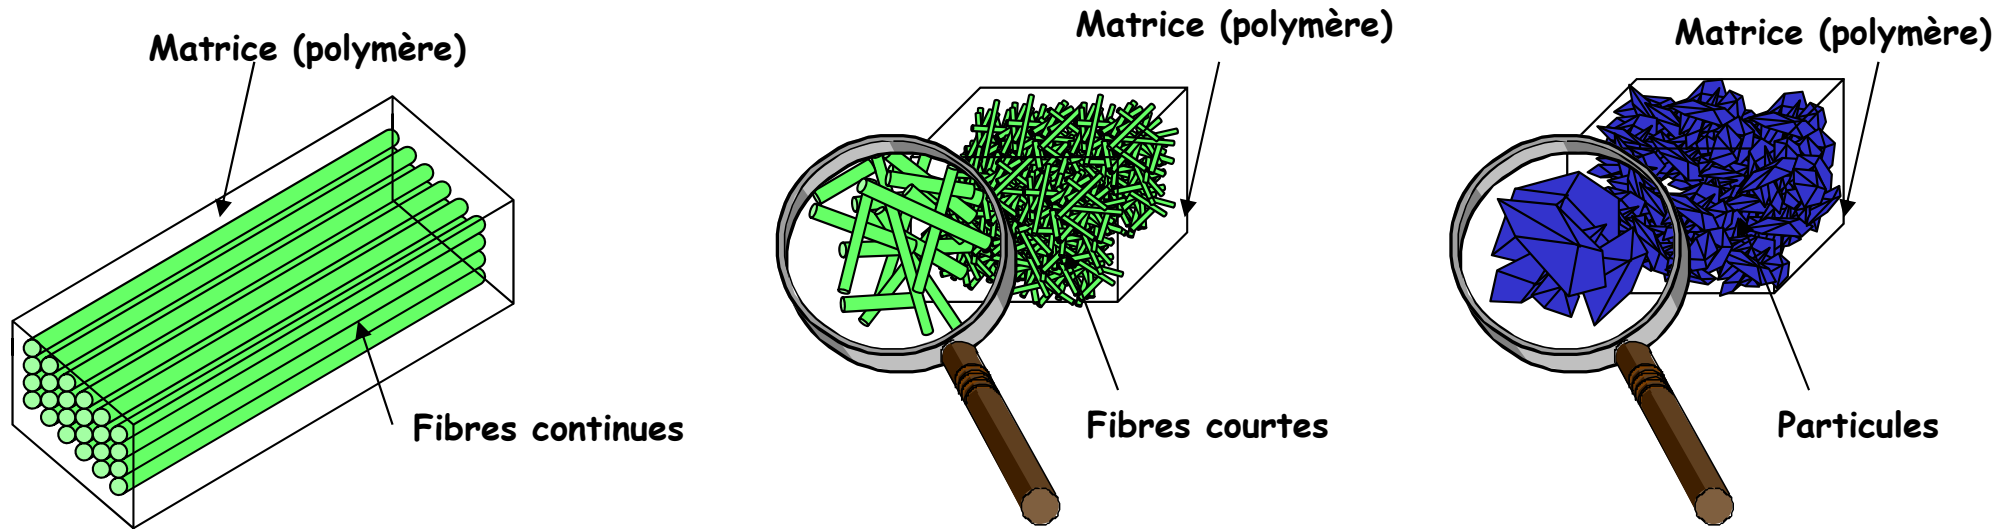 Matrice (polymère)
Matrice (polymère)
Matrice (polymère)
Fibres continues
Fibres courtes
Particules